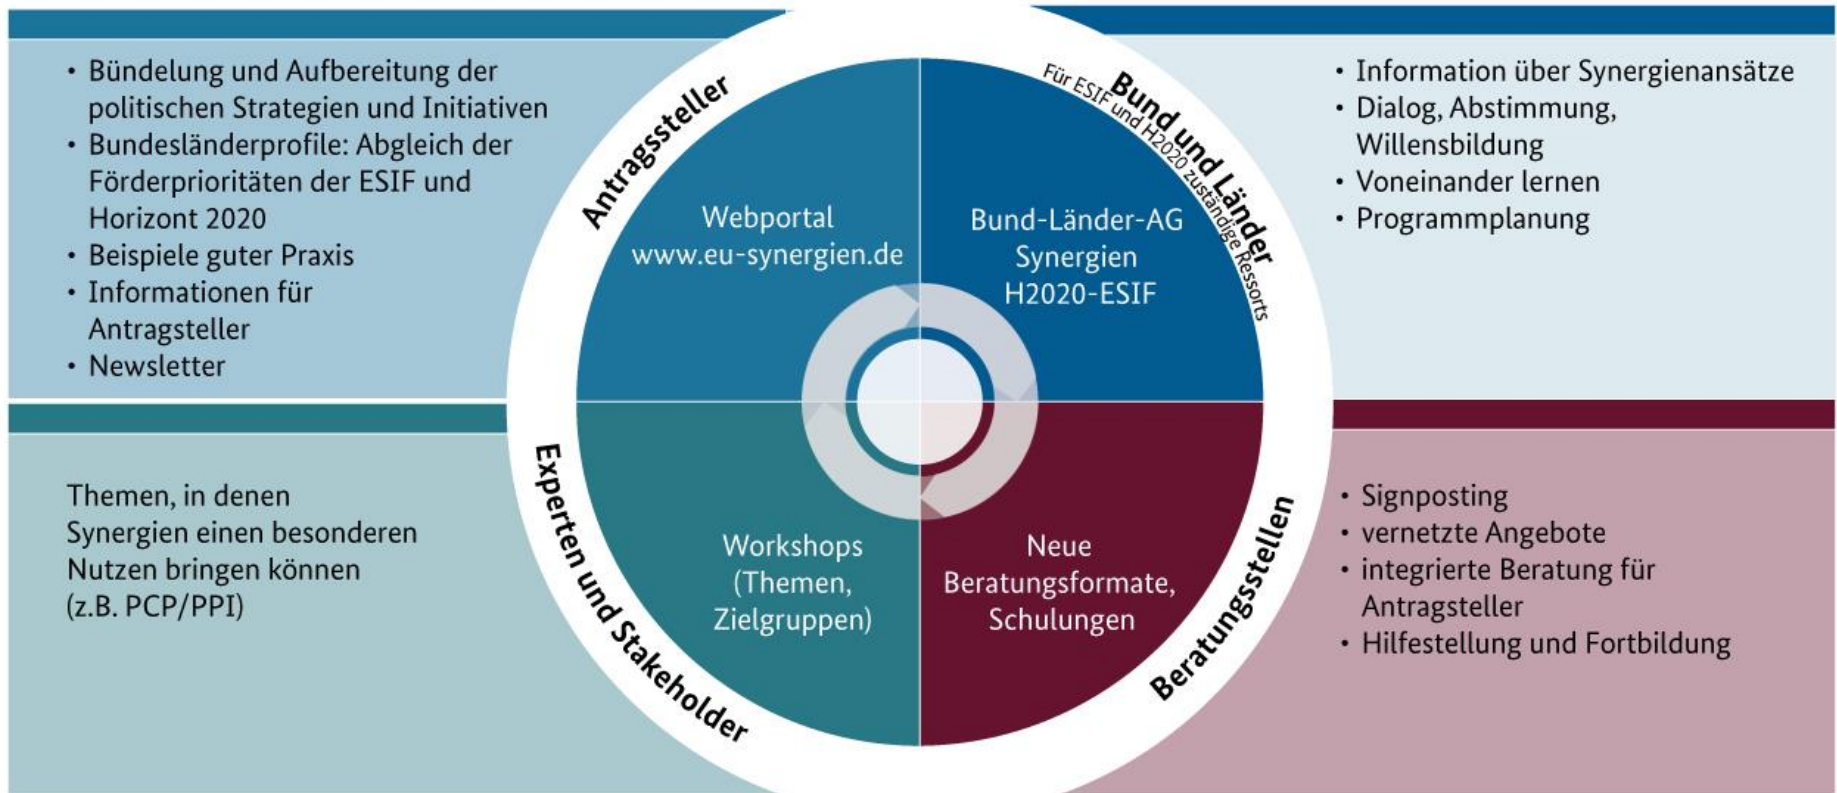 • Bündelung und Aufbereitung der
politischen Strategien und Initiativen
• Bundesländerprofile: Abgleich der
Förderprioritäten der ESIF und
Horizont 2020
• Beispiele guter Praxis
• Informationen für
Antragsteller
• Newsletter
Antragssteller
Webportal
www.eu-synergien.de
Bund und Länder
Für ESIF und H2020 zuständige Ressorts
Bund-Länder-AG
Synergien
H2020-ESIF
• Information über Synergienansätze
• Dialog, Abstimmung,
Willensbildung
• Voneinander lernen
• Programmplanung
Themen, in denen
Synergien einen besonderen
Nutzen bringen können
(z.B. PCP/PPI)
Experten und Stakeholder
Workshops
(Themen,
Zielgruppen)
Neue
Beratungsformate,
Schulungen
Beratungsstellen
• Signposting
• vernetzte Angebote
• integrierte Beratung für
Antragsteller
• Hilfestellung und Fortbildung